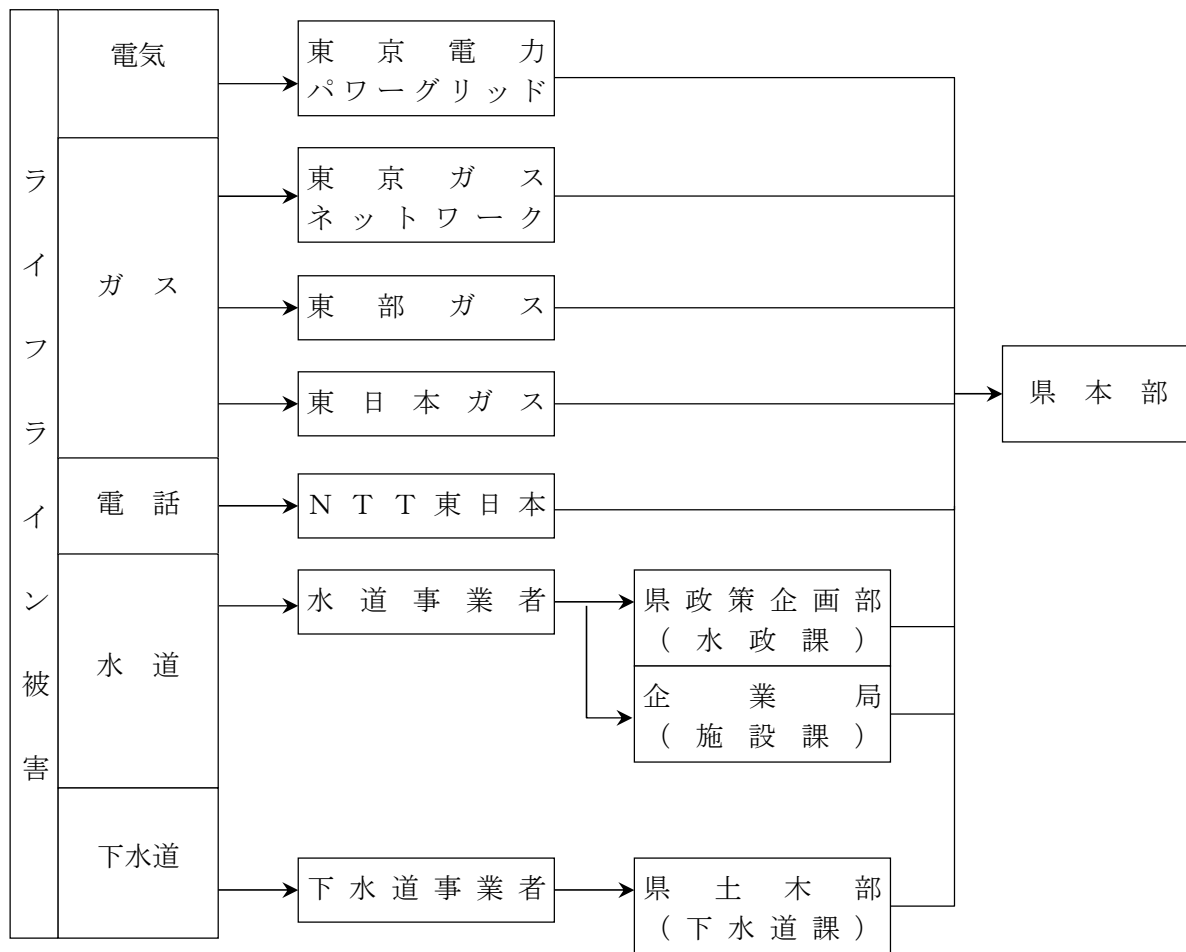 ライフライン被害
電気
東京電力
パワーグリッド
ガス
東京ガス
ネットワーク
東部ガス
東日本ガス
電話
NTT東日本
水道
水道事業者
県政策企画部
(水政課)
企業局
(施設課)
下水道
下水道事業者
県土木部
(下水道課)
県本部